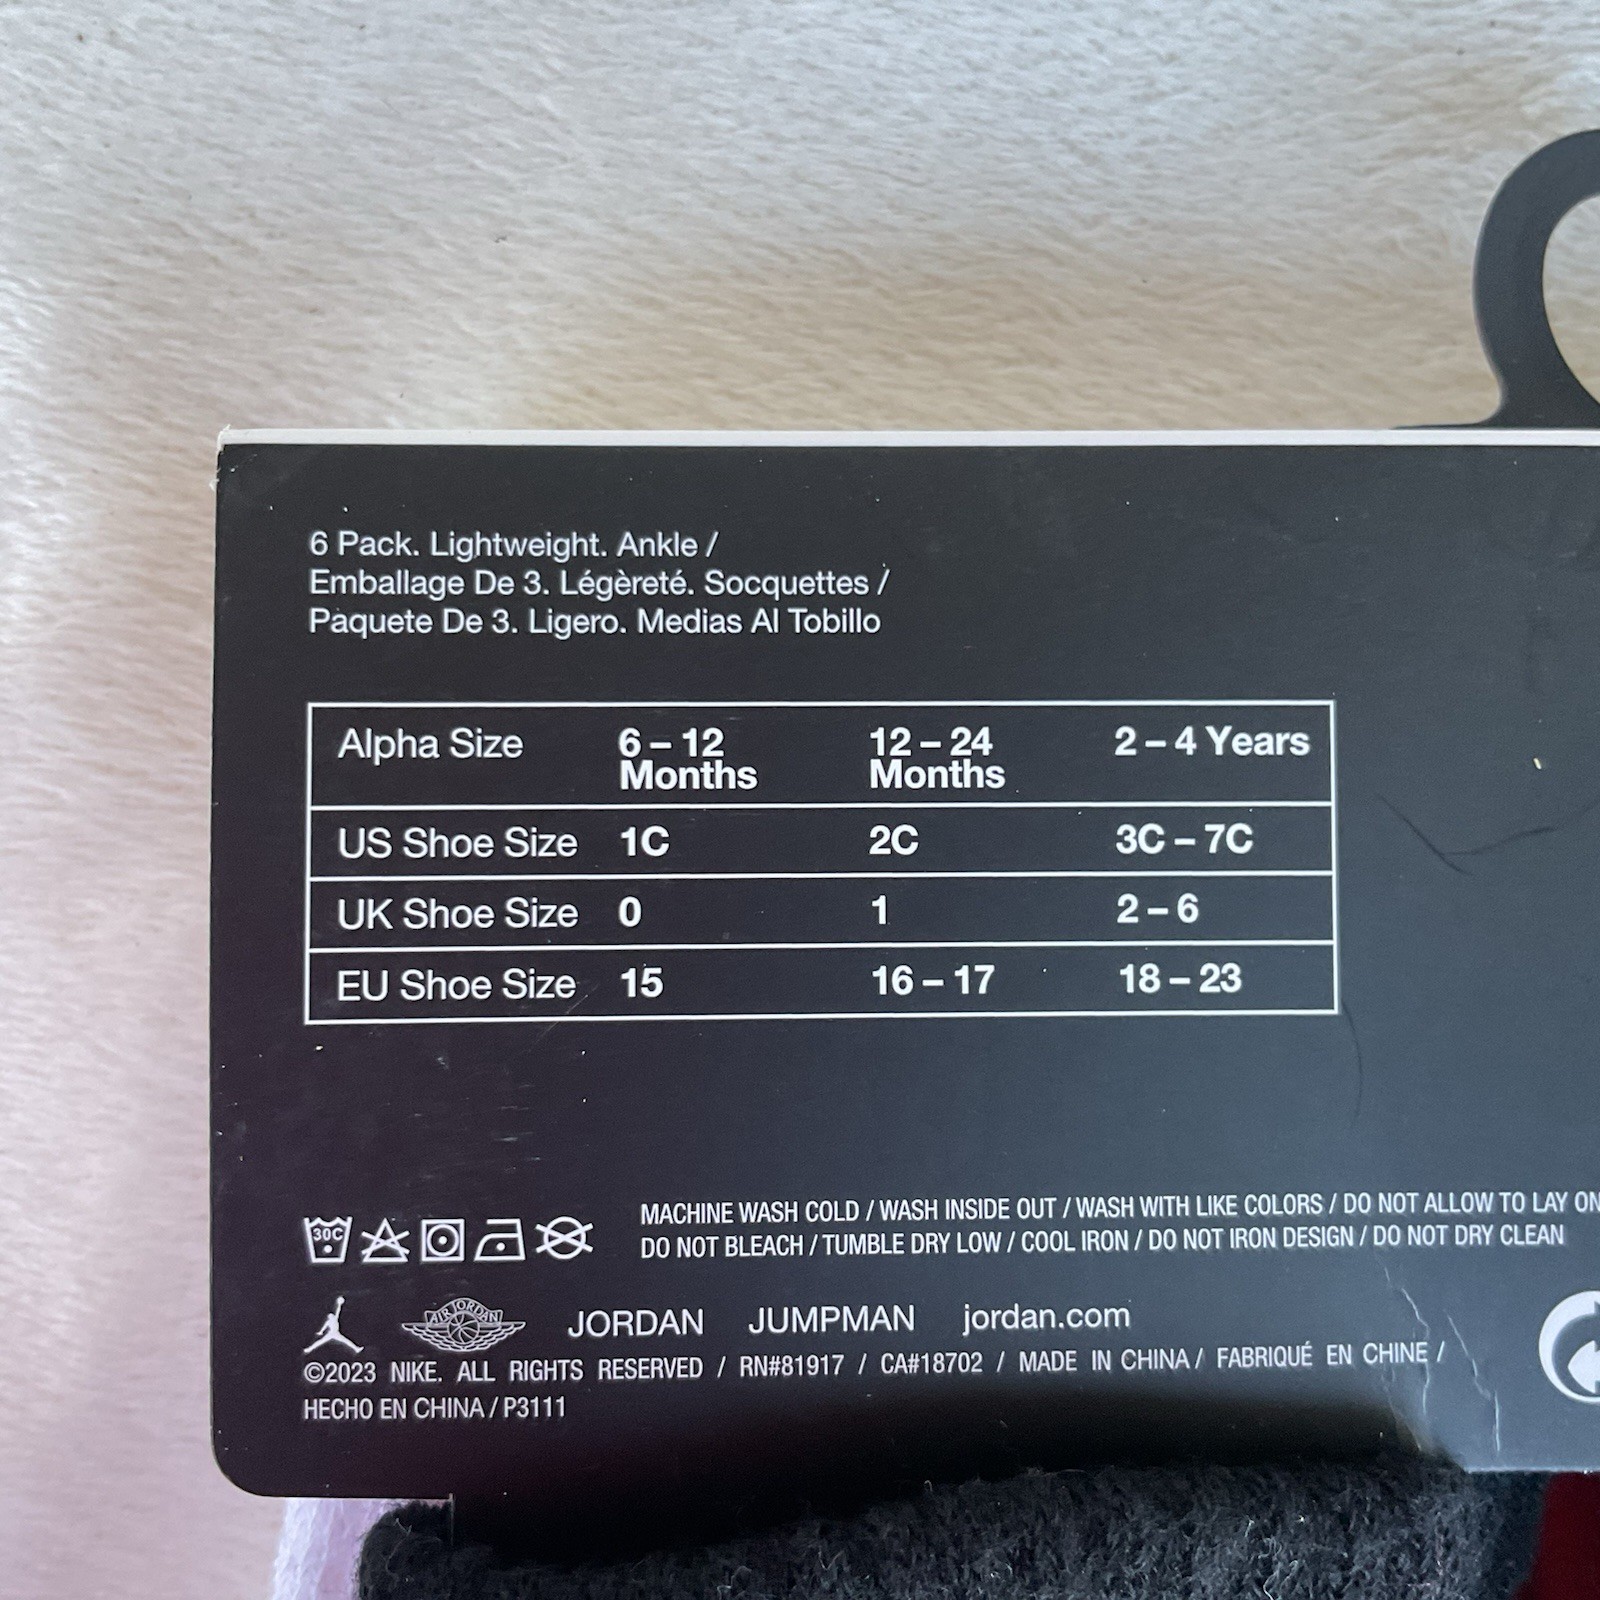 6 Pack. Lightweight. Ankle /
Emballage De 3. Légèreté. Socquettes /
Paquete De 3. Ligero. Medias Al Tobillo
Alpha Size 6 – 12 Months 12 – 24 Months 2 – 4 Years
US Shoe Size 1C 2C 3C – 7C
UK Shoe Size 0 1 2 – 6
EU Shoe Size 15 16 – 17 18 – 23
30C
MACHINE WASH COLD / WASH INSIDE OUT / WASH WITH LIKE COLORS / DO NOT ALLOW TO LAY ON
DO NOT BLEACH / TUMBLE DRY LOW / COOL IRON / DO NOT IRON DESIGN / DO NOT DRY CLEAN
AIR JORDAN JORDAN JUMPMAN jordan.com
©2023 NIKE. ALL RIGHTS RESERVED / RN#81917 / CA#18702 / MADE IN CHINA / FABRIQUÉ EN CHINE /
HECHO EN CHINA / P3111